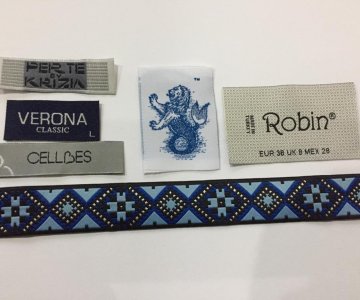 PER TE
KRIZIA
VERONA
CLASSIC
L
CELLBES
™
Robin®
EUR 38 UK 8 MEX 28